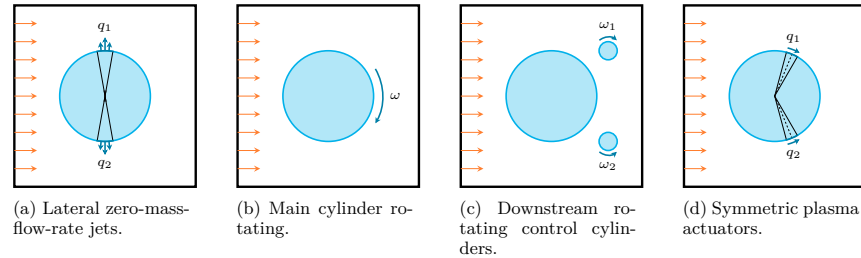 q1
q2
(a) Lateral zero-mass-
flow-rate jets.
ω
(b) Main cylinder ro-
tating.
ω1
ω2
(c) Downstream ro-
tating control cylin-
ders.
q1
q2
(d) Symmetric plasma
actuators.